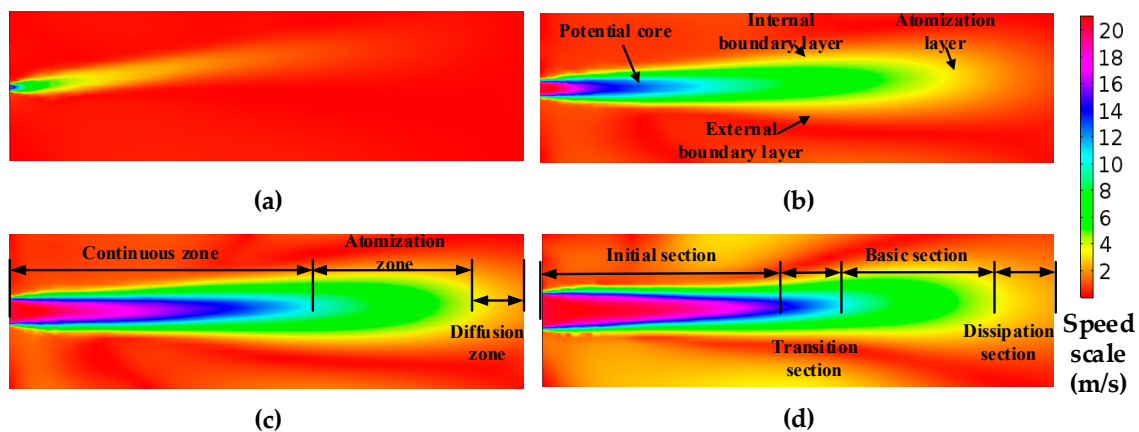 Potential core
Internal
boundary layer
Atomization
layer
External
boundary layer
(a)
(b)
20
18
16
14
12
10
8
6
4
2
Continuous zone
Atomization
zone
Diffusion
zone
Initial section
Basic section
Transition
section
Dissipation
section
Speed
scale
(m/s)
(c)
(d)